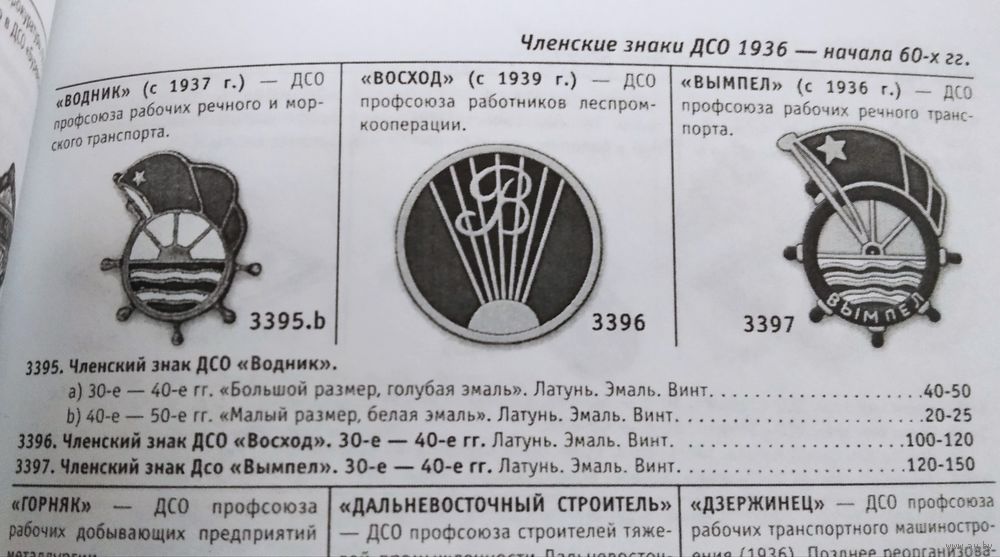 Членские знаки ДСО 1936 — начала 60-х гг.
«ВОДНИК» (с 1937 г.) — ДСО
профсоюза рабочих речного и мор-
ского транспорта.
3395.b
«ВОСХОД» (с 1939 г.) — ДСО
профсоюза работников леспром-
кооперации.
В
3396
«ВЫМПЕЛ» (с 1936 г.) — ДСО
профсоюза рабочих речного транс-
порта.
ВЫМПЕЛ
3397
3395. Членский знак ДСО «Водник».
a) 30-е — 40-е гг. «Большой размер, голубая эмаль». Латунь. Эмаль. Винт. 40-50
b) 40-е — 50-е гг. «Малый размер, белая эмаль». Латунь. Эмаль. Винт. 20-25
3396. Членский знак ДСО «Восход». 30-е — 40-е гг. Латунь. Эмаль. Винт. 100-120
3397. Членский знак Дсо «Вымпел». 30-е — 40-е гг. Латунь. Эмаль. Винт. 120-150
«ГОРНЯК» — ДСО профсоюза
рабочих добывающих предприятий
металлургии
«ДАЛЬНЕВОСТОЧНЫЙ СТРОИТЕЛЬ»
— ДСО профсоюза строителей тяже-
лой промышленности Дальневосточ-
«ДЗЕРЖИНЕЦ» — ДСО профсоюза
рабочих транспортного машиностро-
ения (1936). Позднее реорганизова-